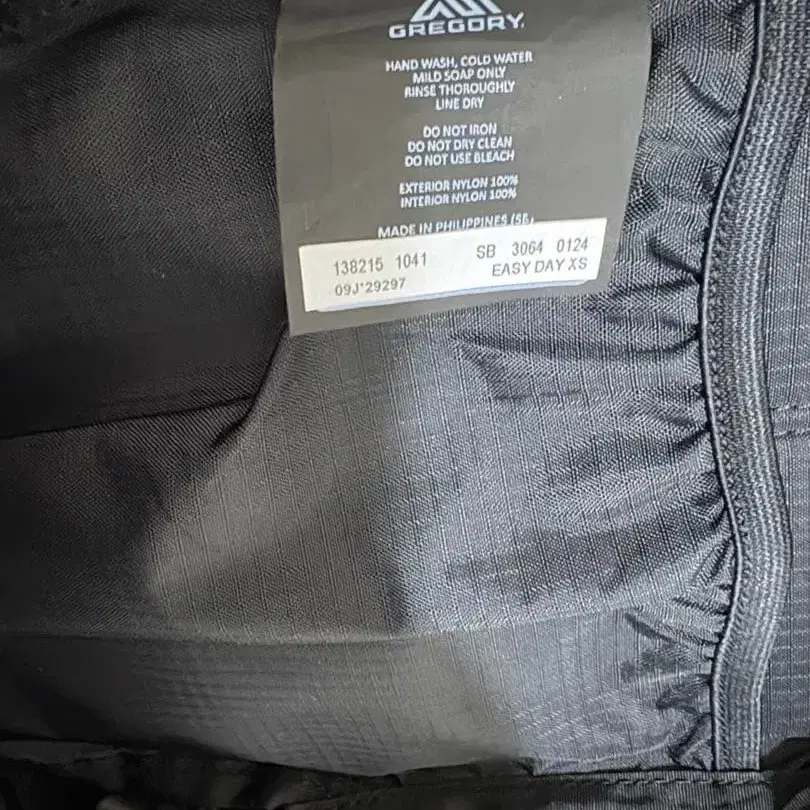 GREGORY.
HAND WASH, COLD WATER
MILD SOAP ONLY
RINSE THOROUGHLY
LINE DRY
DO NOT IRON
DO NOT DRY CLEAN
DO NOT USE BLEACH
EXTERIOR NYLON 100%
INTERIOR NYLON 100%
MADE IN PHILIPPINES (SB)
138215 1041 SB 3064 0124
09J'29297 EASY DAY XS